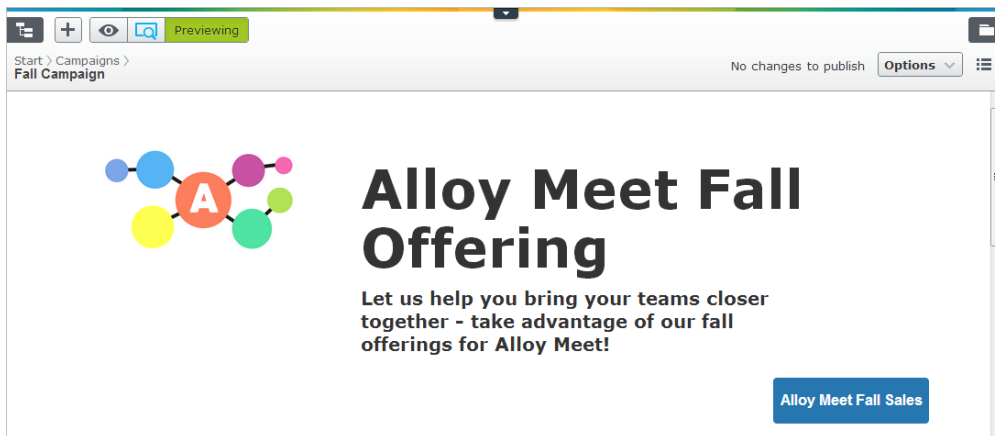 Previewing
Start > Campaigns >
Fall Campaign
No changes to publish
Options
A
Alloy Meet Fall
Offering
Let us help you bring your teams closer
together - take advantage of our fall
offerings for Alloy Meet!
Alloy Meet Fall Sales